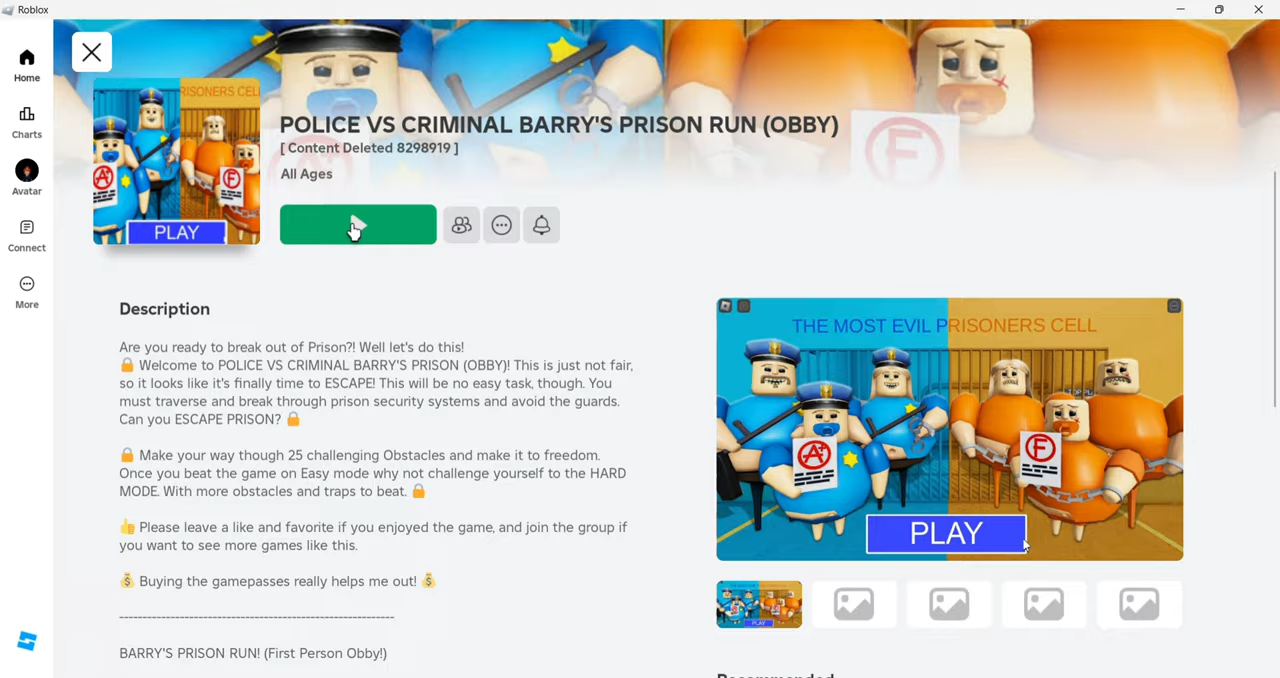 Roblox
Home
Charts
Avatar
Connect
More
RISONERS CELL
PLAY
A+
F
POLICE VS CRIMINAL BARRY'S PRISON RUN (OBBY)
[ Content Deleted 8298919 ]
All Ages
Description
Are you ready to break out of Prison?! Well let's do this!
🔒 Welcome to POLICE VS CRIMINAL BARRY'S PRISON (OBBY)! This is just not fair,
so it looks like it's finally time to ESCAPE! This will be no easy task, though. You
must traverse and break through prison security systems and avoid the guards.
Can you ESCAPE PRISON? 🔒
🔒 Make your way though 25 challenging Obstacles and make it to freedom.
Once you beat the game on Easy mode why not challenge yourself to the HARD
MODE. With more obstacles and traps to beat. 🔒
👍 Please leave a like and favorite if you enjoyed the game, and join the group if
you want to see more games like this.
💰 Buying the gamepasses really helps me out! 💰
------------------------------------------------------------
BARRY'S PRISON RUN! (First Person Obby!)
THE MOST EVIL PRISONERS CELL
A+
F
PLAY
Recommended